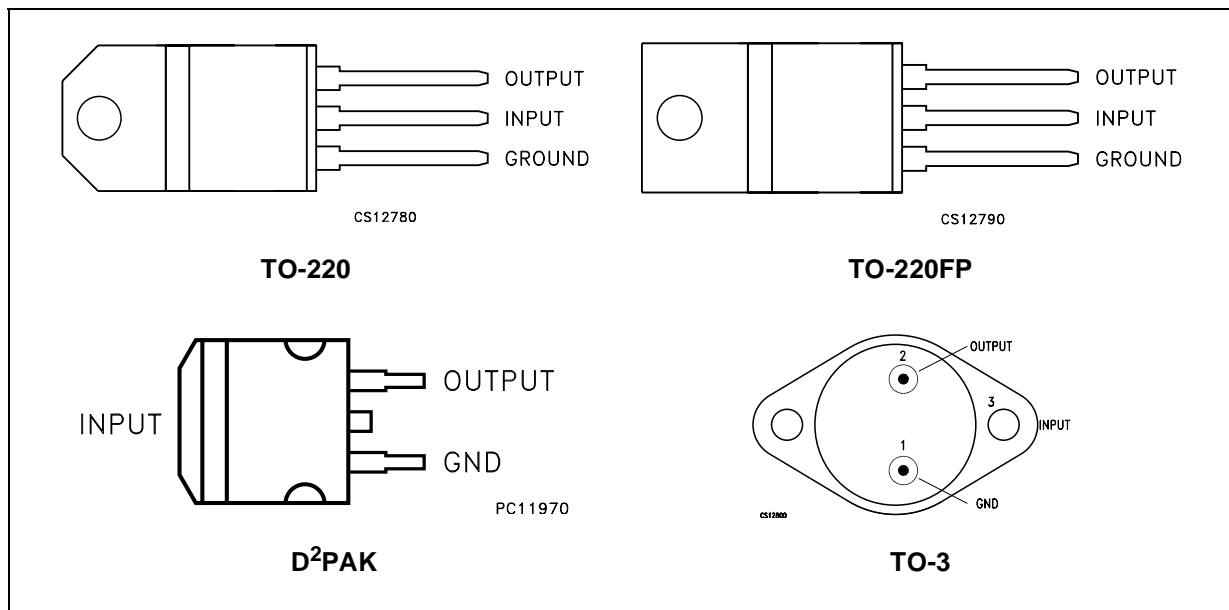 OUTPUT
INPUT
GROUND
CS12780
TO-220
OUTPUT
INPUT
GROUND
CS12790
TO-220FP
INPUT
OUTPUT
GND
PC11970
D²PAK
2
OUTPUT
3
INPUT
1
GND
CS12800
TO-3